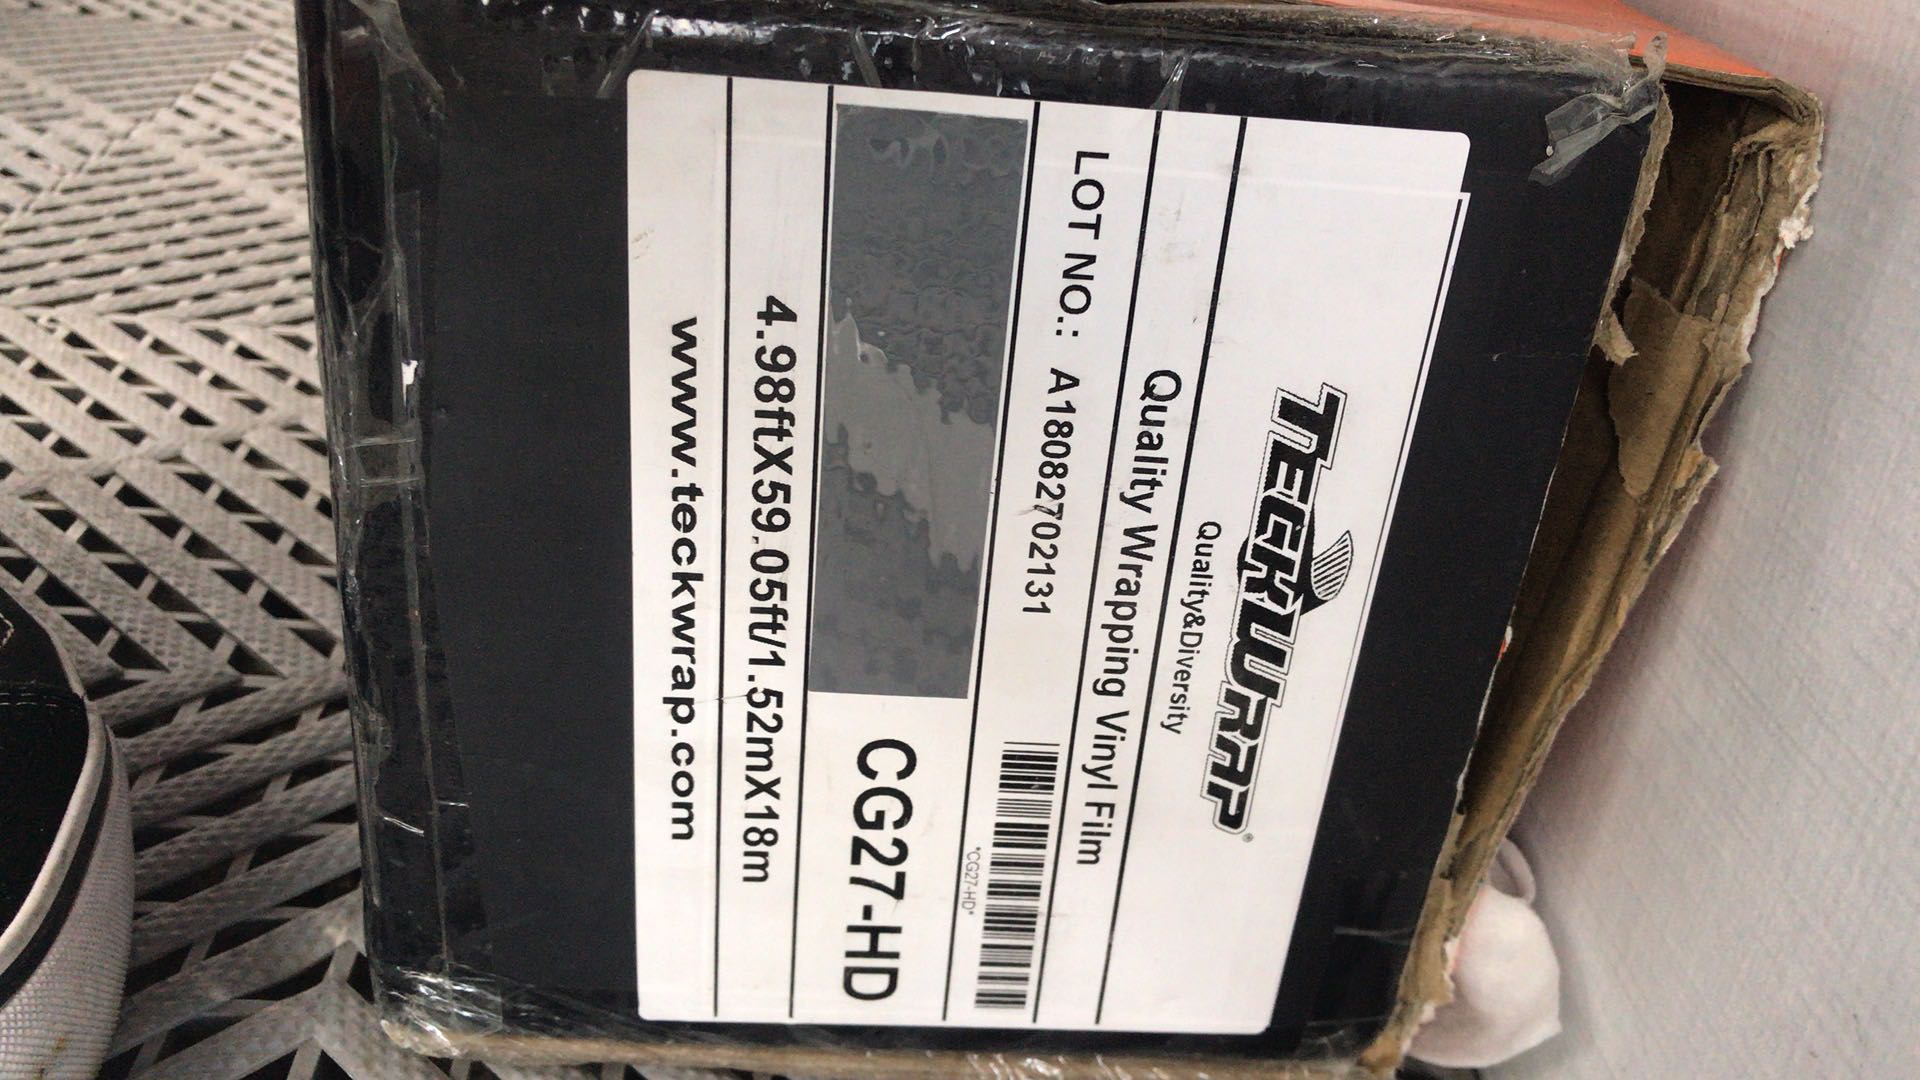 TECKWRAP®
Quality&Diversity
Quality Wrapping Vinyl Film
LOT NO.: A18082702131
*CG27-HD*
CG27-HD
4.98ftX59.05ft/1.52mX18m
www.teckwrap.com